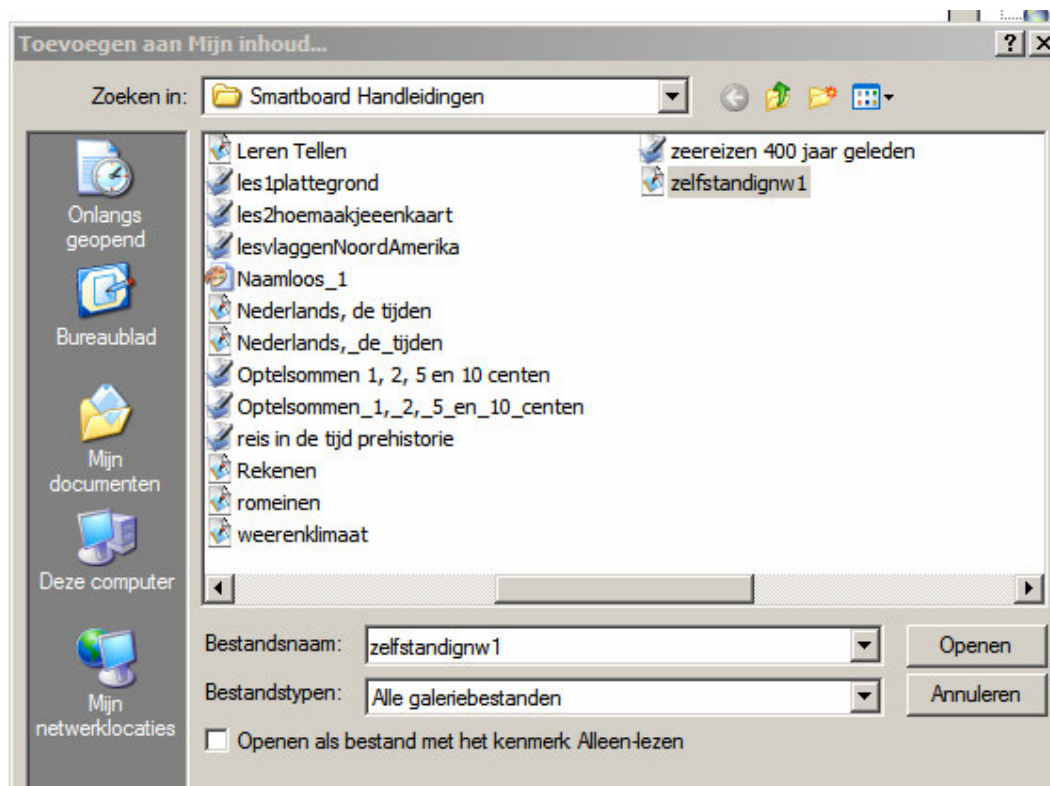 Toevoegen aan Mijn inhoud...
Zoeken in: Smartboard Handleidingen
Onlangs
geopend
Bureaublad
Mijn
documenten
Deze computer
Mijn
netwerklocaties
Leren Tellen
les1plattegrond
les2hoemaakjeeenkaart
lesvlaggenNoordAmerika
Naamloos_1
Nederlands, de tijden
Nederlands,_de_tijden
Optelsommen 1, 2, 5 en 10 centen
Optelsommen_1,_2,_5_en_10_centen
reis in de tijd prehistorie
Rekenen
romeinen
weerenklimaat
zeereizen 400 jaar geleden
zelfstandignw1
Bestandsnaam: zelfstandignw1 Openen
Bestandstypen: Alle galeriebestanden Annuleren
Openen als bestand met het kenmerk Alleen-lezen